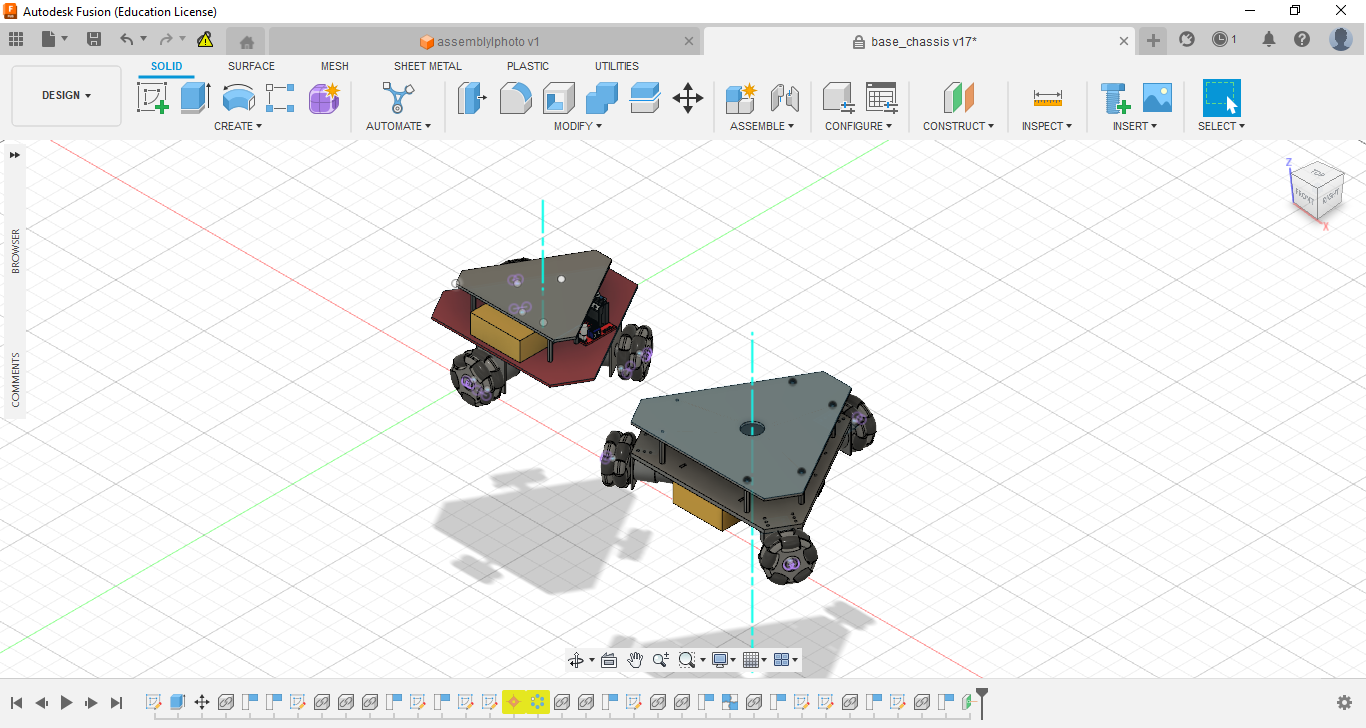 Autodesk Fusion (Education License)
assemblyIphoto v1
base_chassis v17*
1
SOLID SURFACE MESH SHEET METAL PLASTIC UTILITIES
DESIGN
CREATE AUTOMATE MODIFY ASSEMBLE CONFIGURE CONSTRUCT INSPECT INSERT SELECT
BROWSER
COMMENTS
Z
TOP
FRONT
RIGHT
X